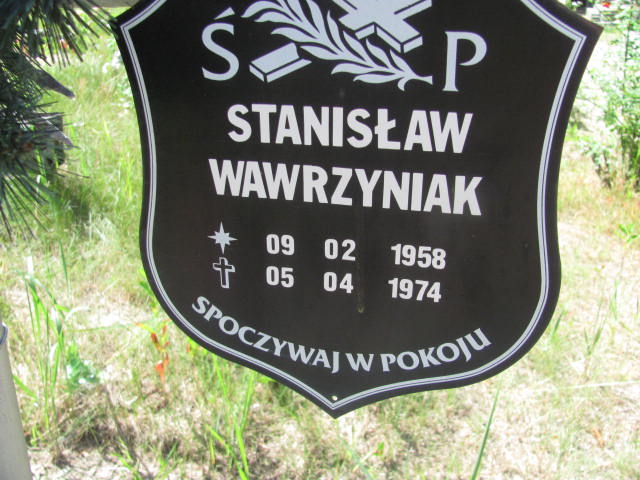 Ś P
STANISŁAW
WAWRZYNIAK
09 02 1958
05 04 1974
SPOCZYWAJ W POKOJU